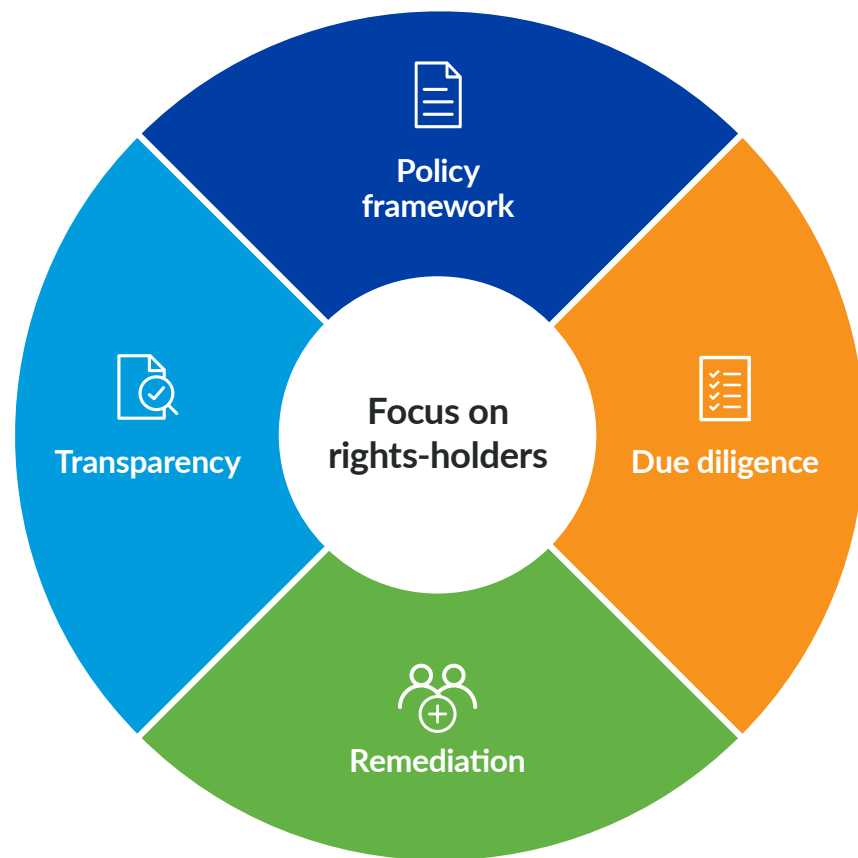 Policy
framework
Transparency
Focus on
rights-holders
Due diligence
Remediation